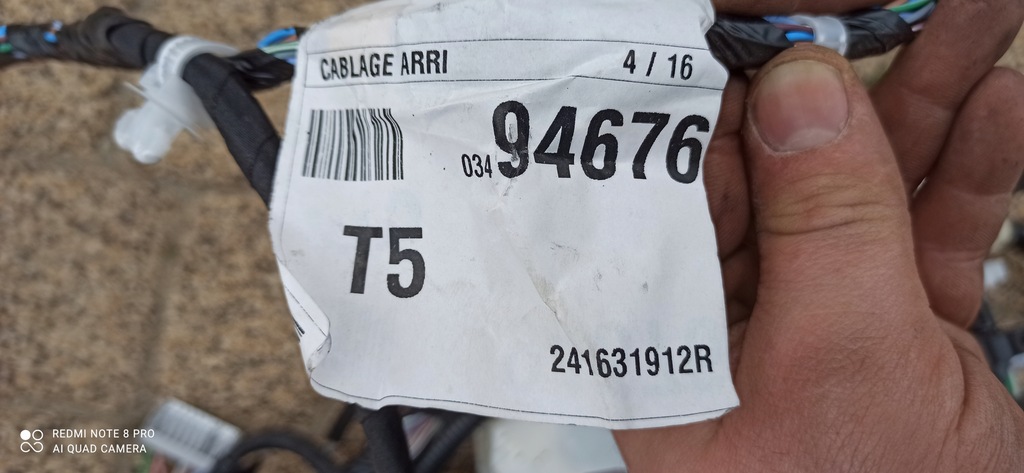 CABLAGE ARRI 4 / 16
034 94676
T5
241631912R
REDMI NOTE 8 PRO
AI QUAD CAMERA